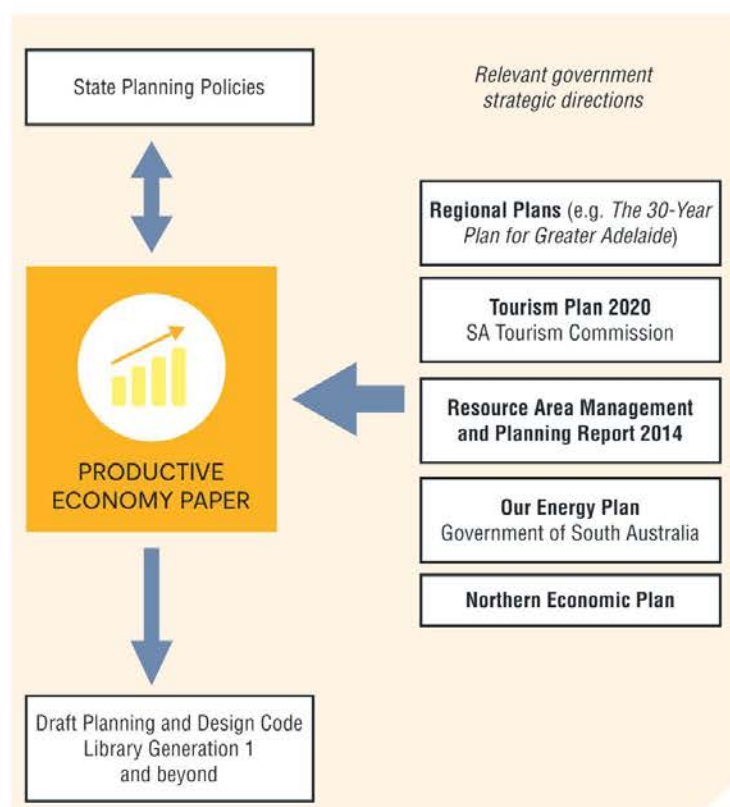 State Planning Policies
Relevant government
strategic directions
Regional Plans (e.g. The 30-Year
Plan for Greater Adelaide)
Tourism Plan 2020
SA Tourism Commission
Resource Area Management
and Planning Report 2014
Our Energy Plan
Government of South Australia
Northern Economic Plan
PRODUCTIVE
ECONOMY PAPER
Draft Planning and Design Code
Library Generation 1
and beyond